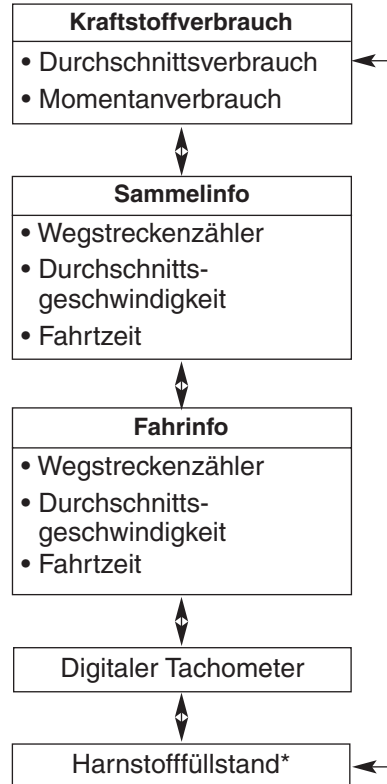 Kraftstoffverbrauch
• Durchschnittsverbrauch
• Momentanverbrauch
Sammelinfo
• Wegstreckenzähler
• Durchschnitts-
geschwindigkeit
• Fahrtzeit
Fahrinfo
• Wegstreckenzähler
• Durchschnitts-
geschwindigkeit
• Fahrtzeit
Digitaler Tachometer
Harnstofffüllstand*